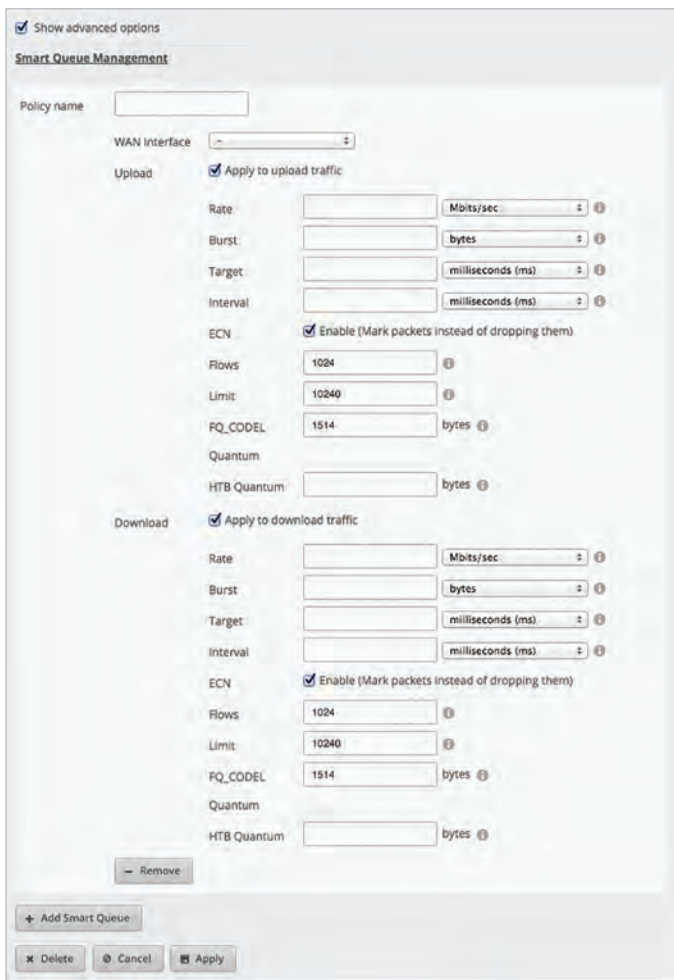 Show advanced options
Smart Queue Management
Policy name
WAN Interface -
Upload Apply to upload traffic
Rate Mbits/sec
Burst bytes
Target milliseconds (ms)
Interval milliseconds (ms)
ECN Enable (Mark packets instead of dropping them)
Flows 1024
Limit 10240
FQ_CODEL 1514 bytes
Quantum
HTB Quantum bytes
Download Apply to download traffic
Rate Mbits/sec
Burst bytes
Target milliseconds (ms)
Interval milliseconds (ms)
ECN Enable (Mark packets instead of dropping them)
Flows 1024
Limit 10240
FQ_CODEL 1514 bytes
Quantum
HTB Quantum bytes
− Remove
+ Add Smart Queue
Delete Cancel Apply